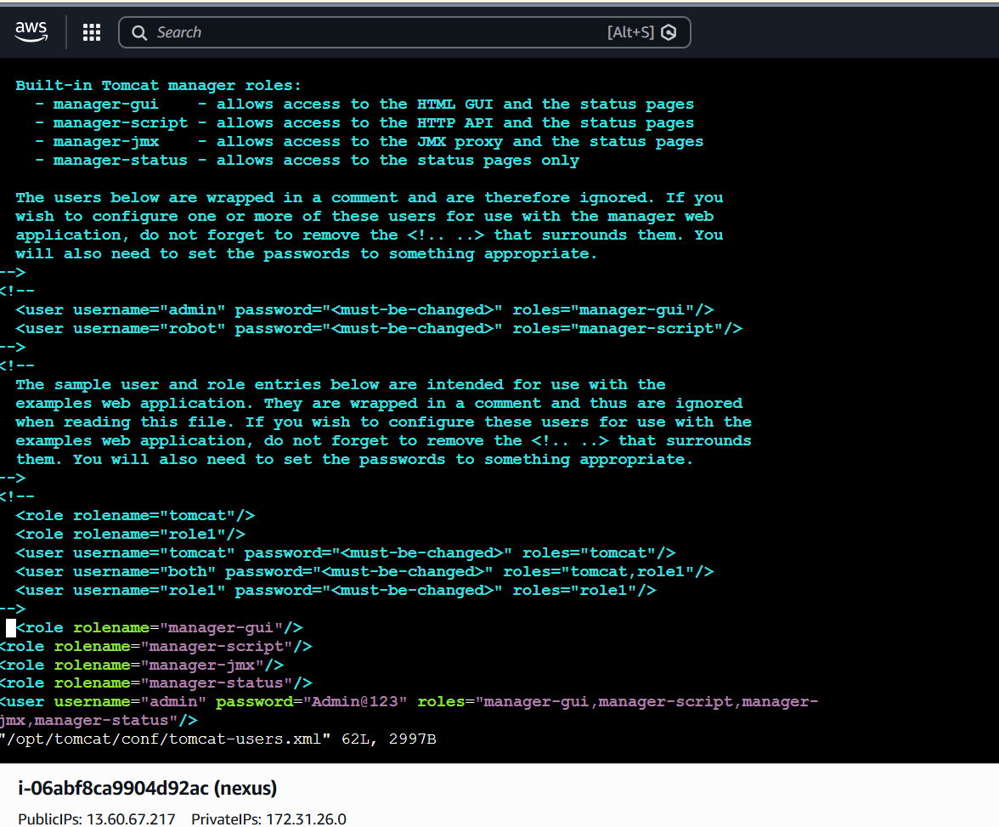 aws
Search [Alt+S]
Built-in Tomcat manager roles:
- manager-gui - allows access to the HTML GUI and the status pages
- manager-script - allows access to the HTTP API and the status pages
- manager-jmx - allows access to the JMX proxy and the status pages
- manager-status - allows access to the status pages only
The users below are wrapped in a comment and are therefore ignored. If you
wish to configure one or more of these users for use with the manager web
application, do not forget to remove the <!.. ..> that surrounds them. You
will also need to set the passwords to something appropriate.
-->
<!--
<user username="admin" password="<must-be-changed>" roles="manager-gui"/>
<user username="robot" password="<must-be-changed>" roles="manager-script"/>
-->
<!--
The sample user and role entries below are intended for use with the
examples web application. They are wrapped in a comment and thus are ignored
when reading this file. If you wish to configure these users for use with the
examples web application, do not forget to remove the <!.. ..> that surrounds
them. You will also need to set the passwords to something appropriate.
-->
<!--
<role rolename="tomcat"/>
<role rolename="role1"/>
<user username="tomcat" password="<must-be-changed>" roles="tomcat"/>
<user username="both" password="<must-be-changed>" roles="tomcat,role1"/>
<user username="role1" password="<must-be-changed>" roles="role1"/>
-->
<role rolename="manager-gui"/>
<role rolename="manager-script"/>
<role rolename="manager-jmx"/>
<role rolename="manager-status"/>
<user username="admin" password="Admin@123" roles="manager-gui,manager-script,manager-
jmx,manager-status"/>
"/opt/tomcat/conf/tomcat-users.xml" 62L, 2997B
i-06abf8ca9904d92ac (nexus)
PublicIPs: 13.60.67.217 PrivateIPs: 172.31.26.0